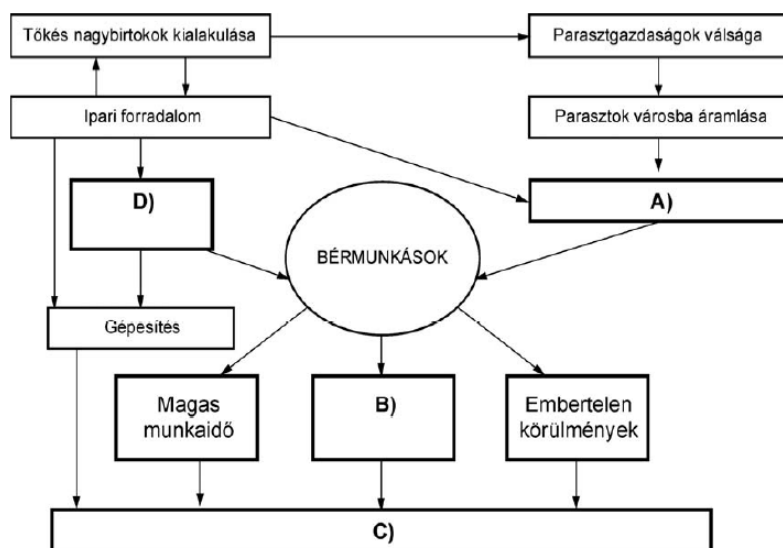 Tőkés nagybirtokok kialakulása
Parasztgazdaságok válsága
Ipari forradalom
Parasztok városba áramlása
D)
A)
BÉRMUNKÁSOK
Gépesítés
Magas
munkaidő
B)
Embertelen
körülmények
C)